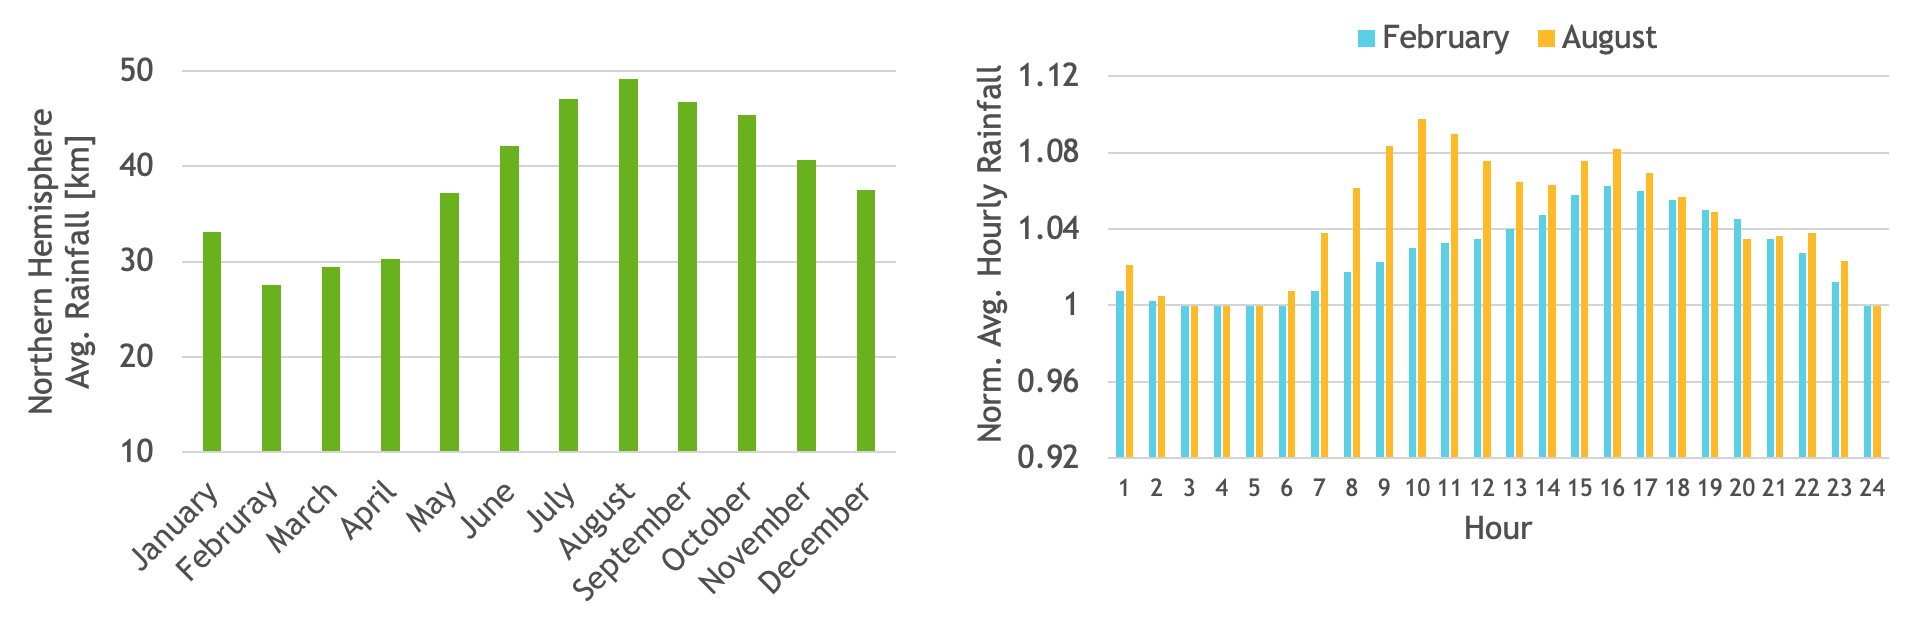 Northern Hemisphere
Avg. Rainfall [km]
50
40
30
20
10
January
Februray
March
April
May
June
July
August
September
October
November
December
February August
Norm. Avg. Hourly Rainfall
1.12
1.08
1.04
1
0.96
0.92
1 2 3 4 5 6 7 8 9 10 11 12 13 14 15 16 17 18 19 20 21 22 23 24
Hour